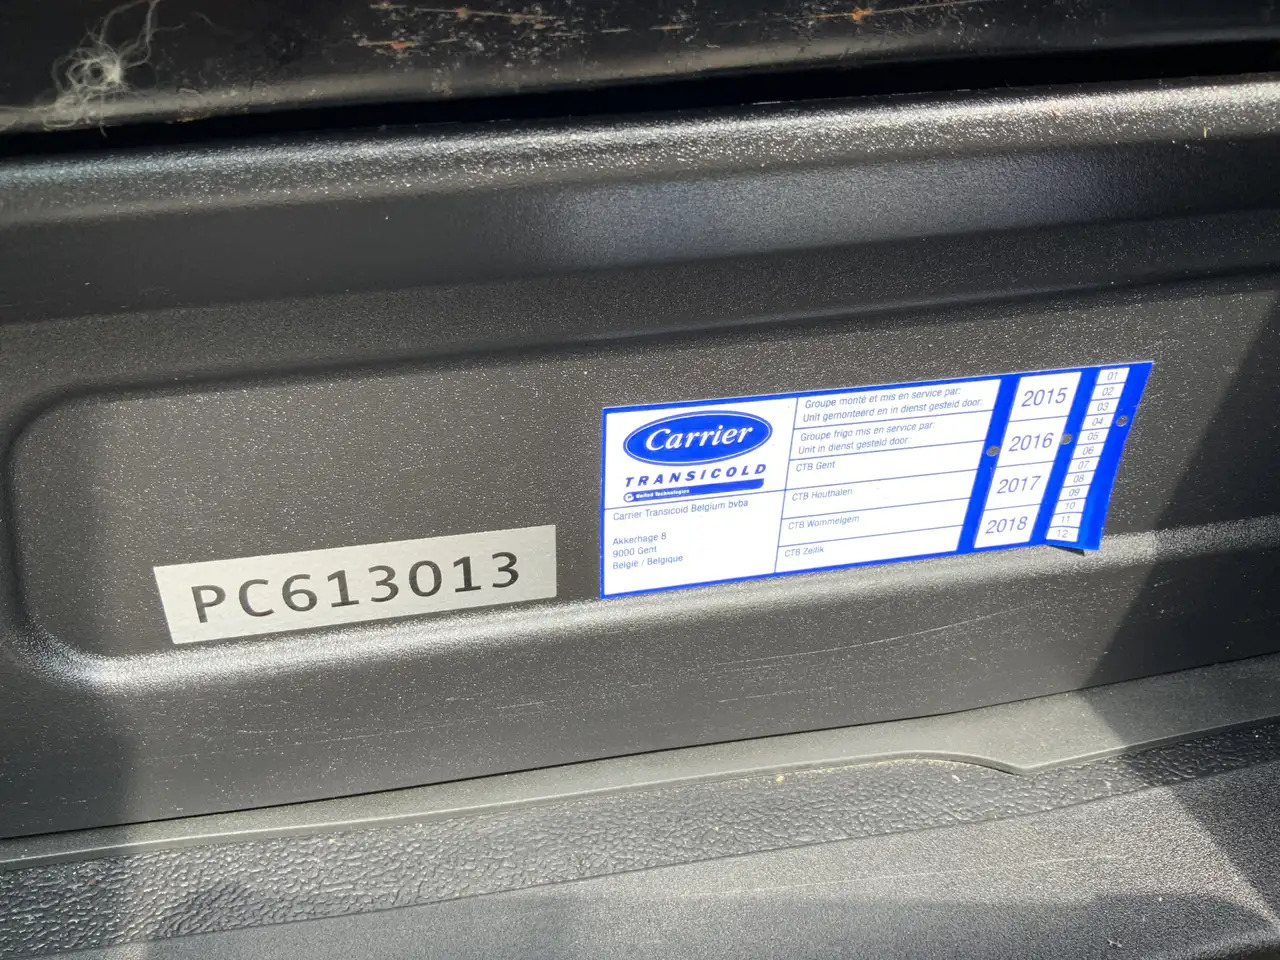 PC613013
Carrier
TRANSICOLD
United Technologies
Carrier Transicold Belgium bvba
Akkerhage 8
9000 Gent
België / Belgique
Groupe monté et mis en service par:
Unit gemonteerd en in dienst gesteld door:
Groupe frigo mis en service par:
Unit in dienst gesteld door:
CTB Gent
CTB Houthalen
CTB Wommelgem
CTB Zellik
2015
2016
2017
2018
01
02
03
04
05
06
07
08
09
10
11
12